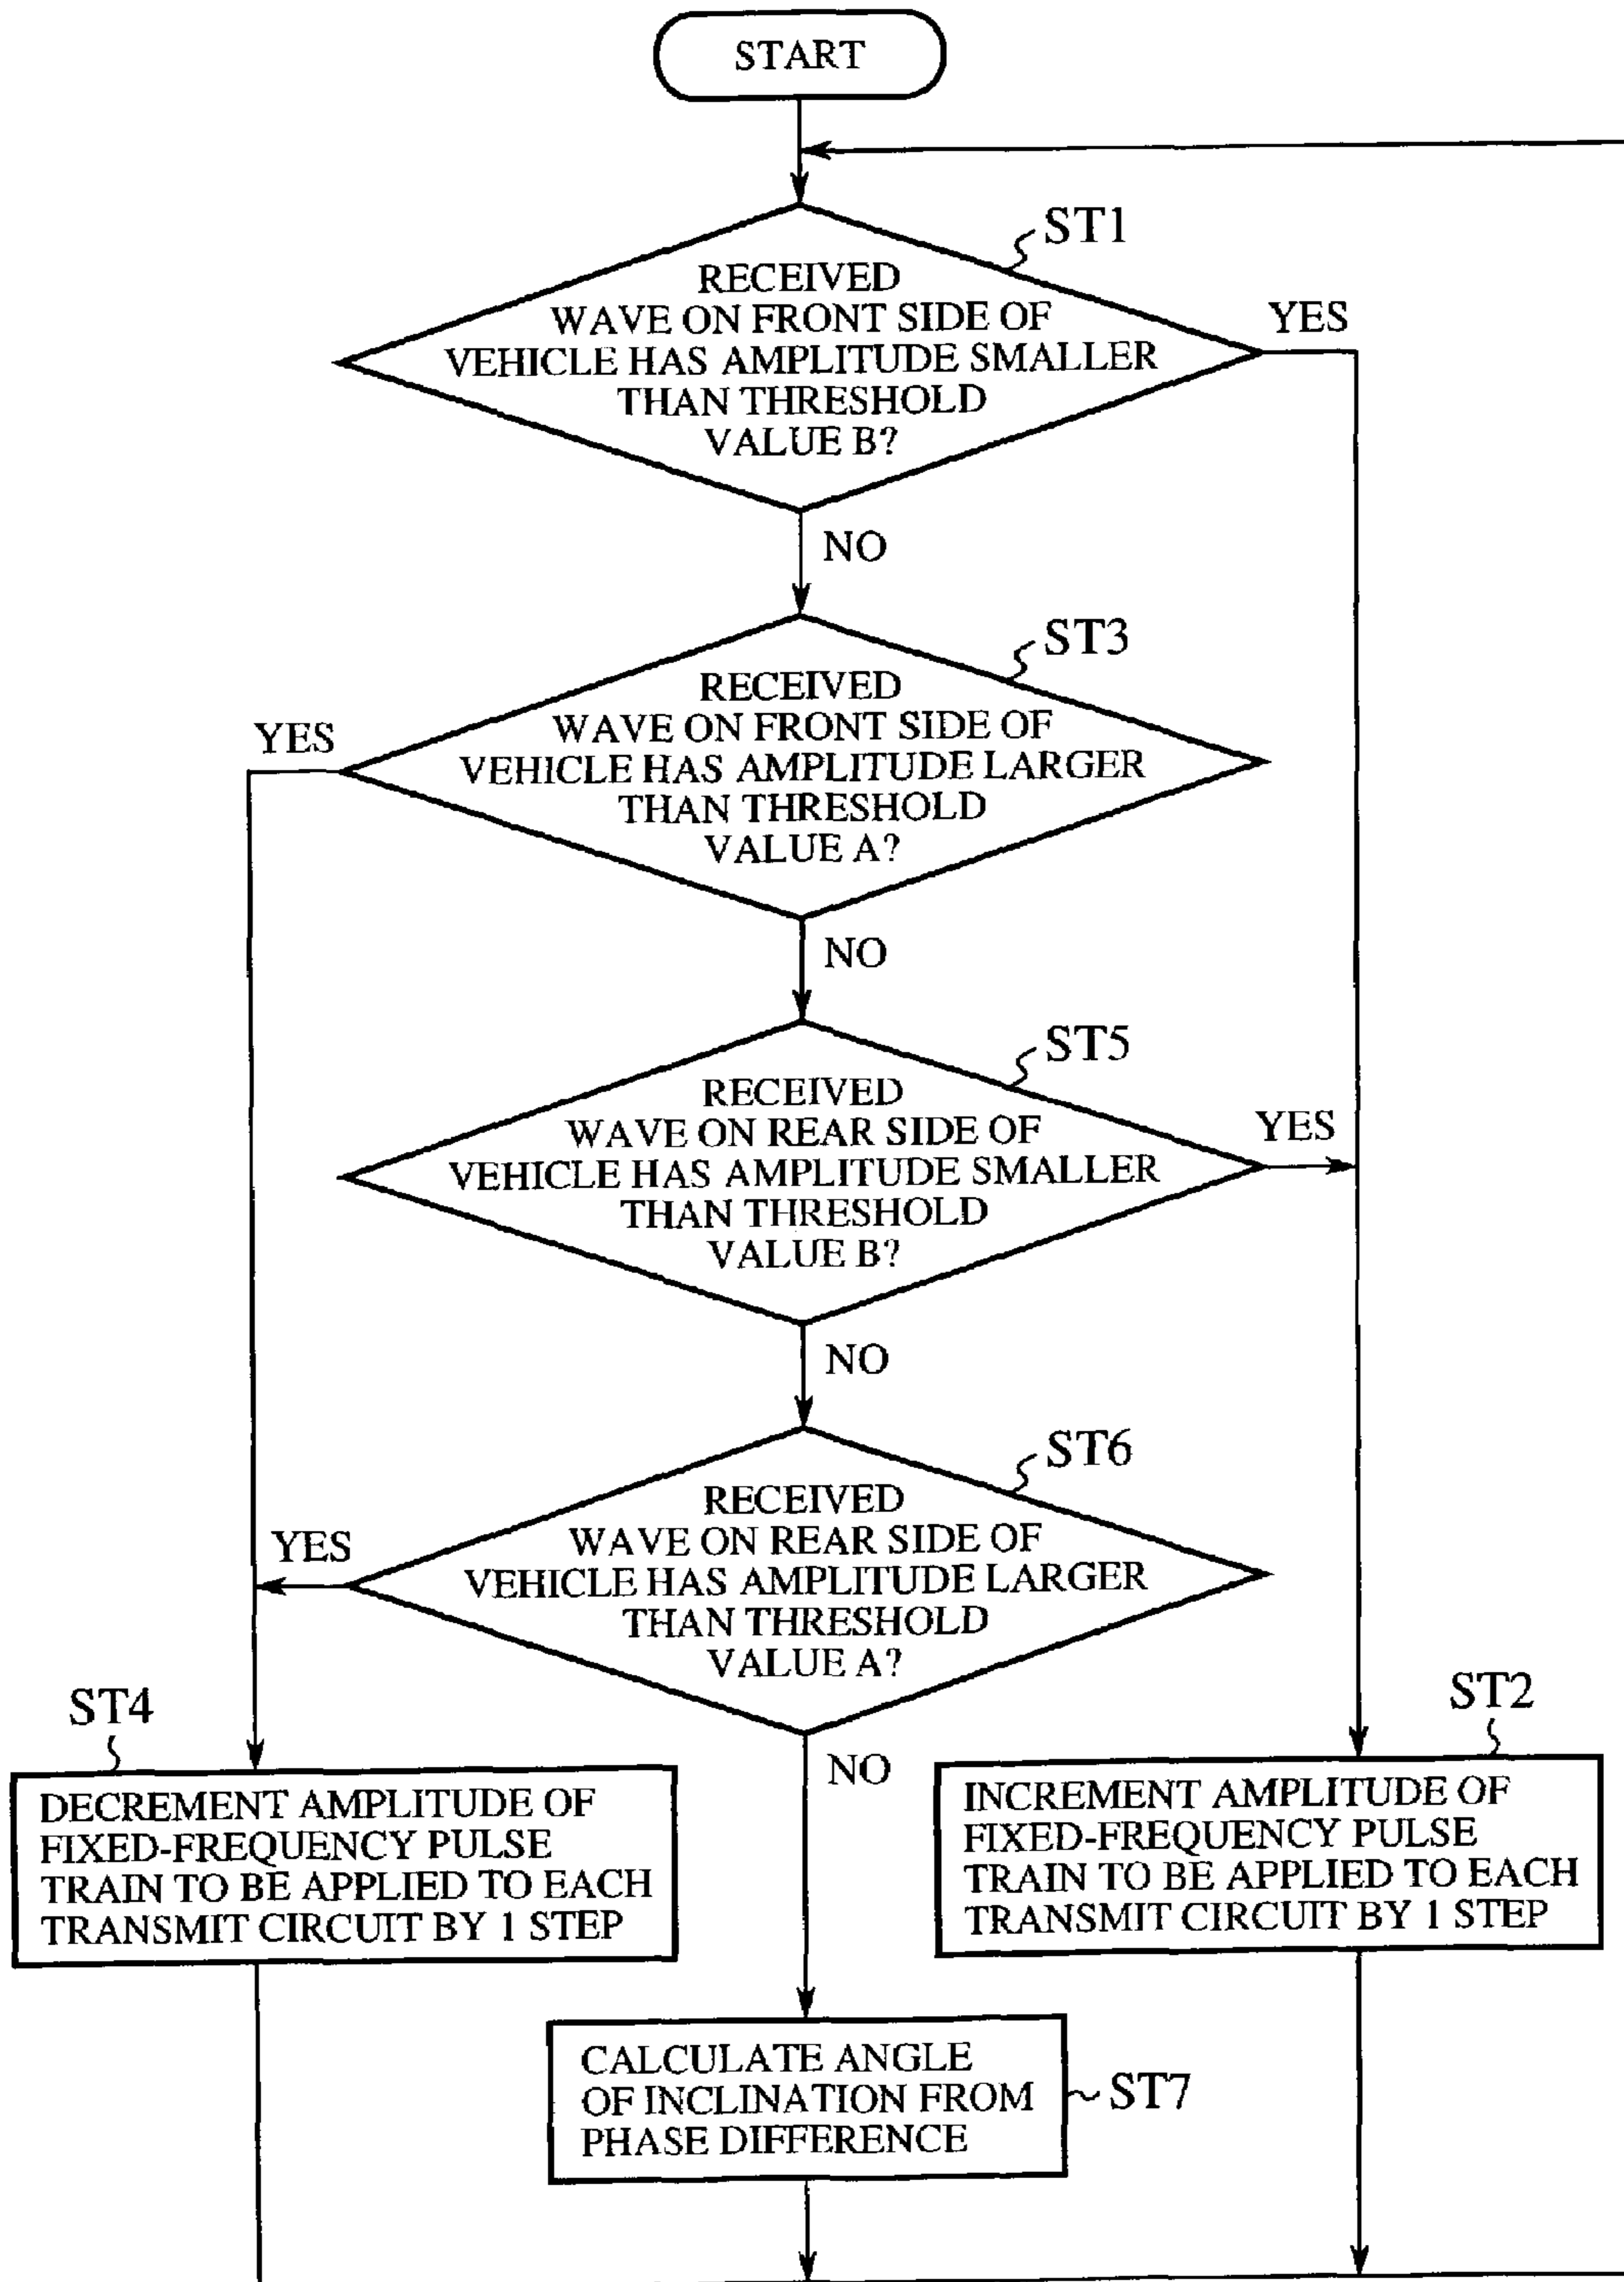 START
ST1
RECEIVED
WAVE ON FRONT SIDE OF
VEHICLE HAS AMPLITUDE SMALLER
THAN THRESHOLD
VALUE B?
YES
NO
ST3
RECEIVED
WAVE ON FRONT SIDE OF
VEHICLE HAS AMPLITUDE LARGER
THAN THRESHOLD
VALUE A?
YES
NO
ST5
RECEIVED
WAVE ON REAR SIDE OF
VEHICLE HAS AMPLITUDE SMALLER
THAN THRESHOLD
VALUE B?
YES
NO
ST6
RECEIVED
WAVE ON REAR SIDE OF
VEHICLE HAS AMPLITUDE LARGER
THAN THRESHOLD
VALUE A?
YES
NO
ST4
DECREMENT AMPLITUDE OF
FIXED-FREQUENCY PULSE
TRAIN TO BE APPLIED TO EACH
TRANSMIT CIRCUIT BY 1 STEP
ST2
INCREMENT AMPLITUDE OF
FIXED-FREQUENCY PULSE
TRAIN TO BE APPLIED TO EACH
TRANSMIT CIRCUIT BY 1 STEP
CALCULATE ANGLE
OF INCLINATION FROM
PHASE DIFFERENCE
ST7